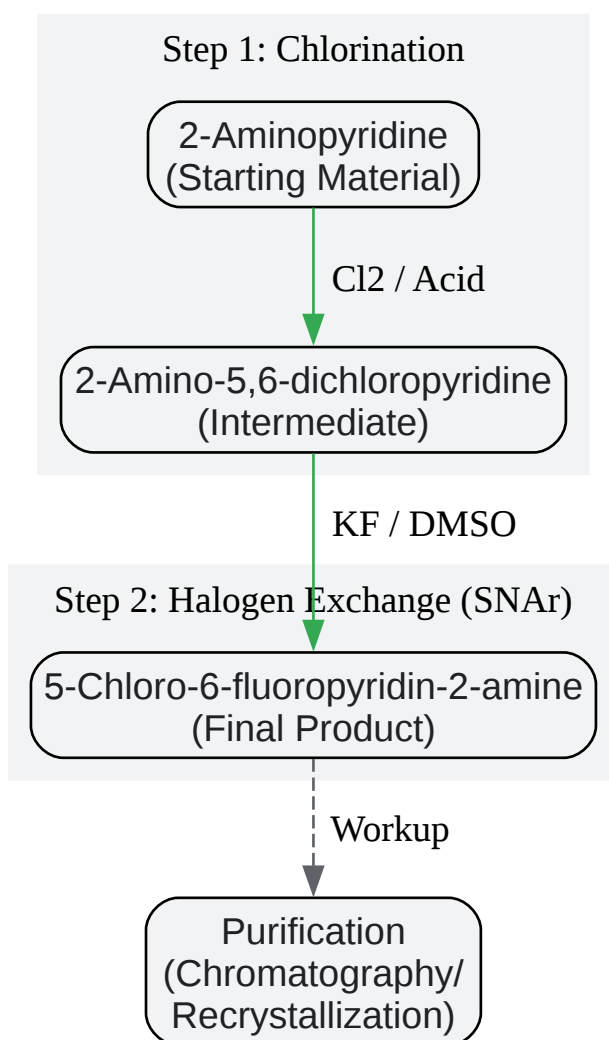 Step 1: Chlorination
2-Aminopyridine
(Starting Material)
Cl2 / Acid
2-Amino-5,6-dichloropyridine
(Intermediate)
KF / DMSO
Step 2: Halogen Exchange (SNAr)
5-Chloro-6-fluoropyridin-2-amine
(Final Product)
Workup
Purification
(Chromatography/
Recrystallization)